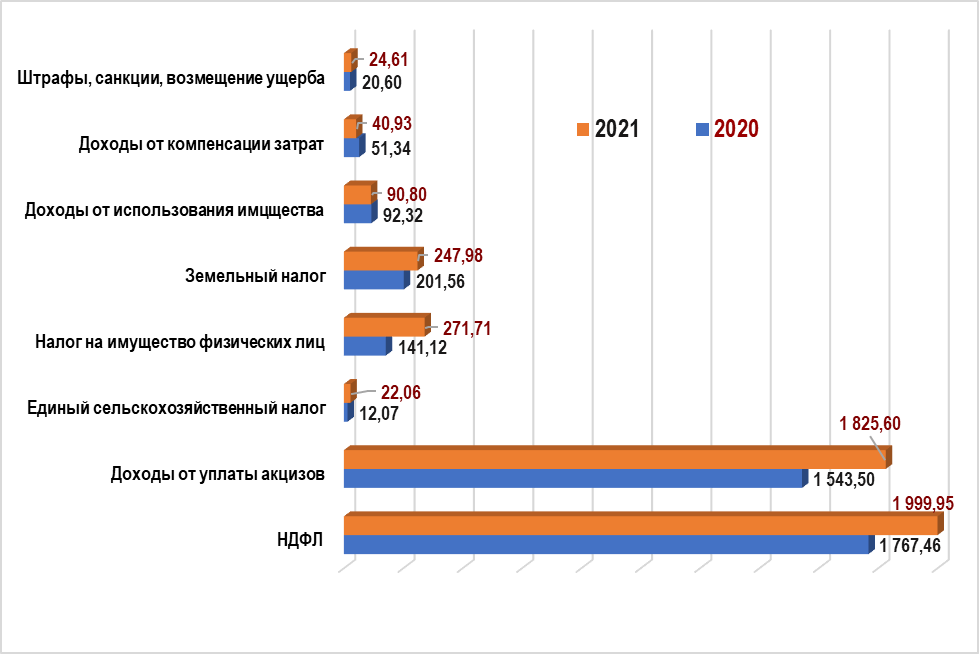 Штрафы, санкции, возмещение ущерба
24,61
20,60
Доходы от компенсации затрат
40,93
51,34
2021
2020
Доходы от использования имцщества
90,80
92,32
Земельный налог
247,98
201,56
Налог на имущество физических лиц
271,71
141,12
Единый сельскохозяйственный налог
22,06
12,07
Доходы от уплаты акцизов
1 825,60
1 543,50
НДФЛ
1 999,95
1 767,46